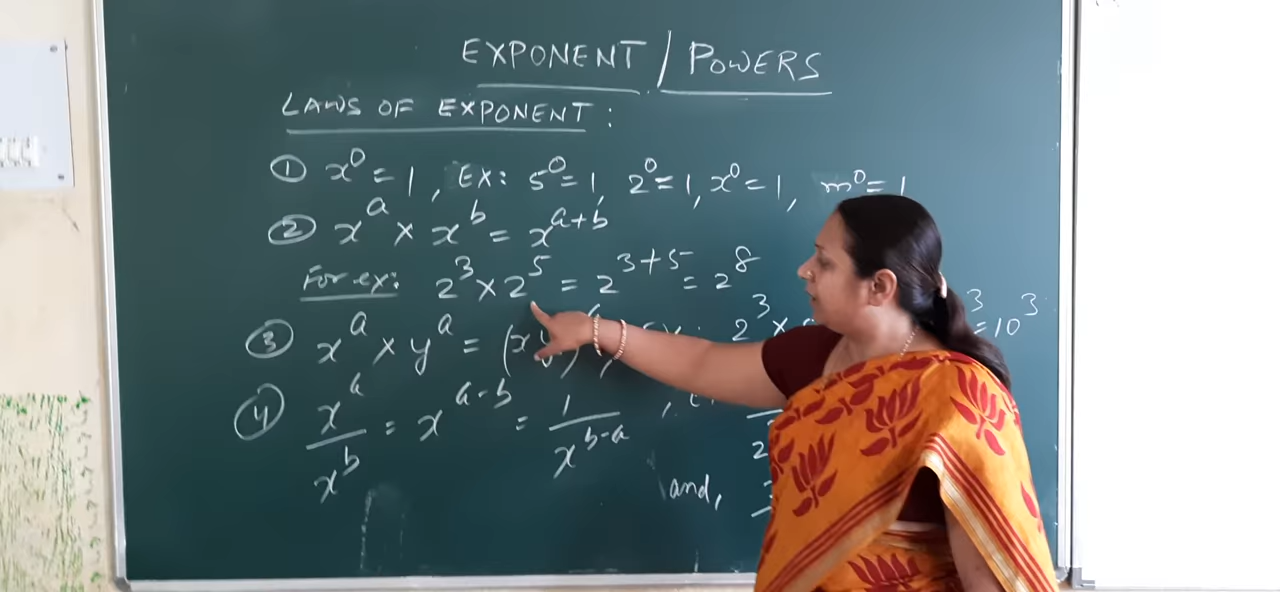 EXPONENT / POWERS
LAWS OF EXPONENT :
① x⁰ = 1, EX: 5⁰ = 1, 2⁰ = 1, x⁰ = 1, m⁰ = 1
② xᵃ × xᵇ = xᵃ⁺ᵇ
For ex: 2³ × 2⁵ = 2³⁺⁵ = 2⁸
③ xᵃ × yᵃ = (xy) 2³ × ³ = 10³
④ xᵃ/xᵇ = xᵃ⁻ᵇ = 1/xᵇ⁻ᵃ ,
and,